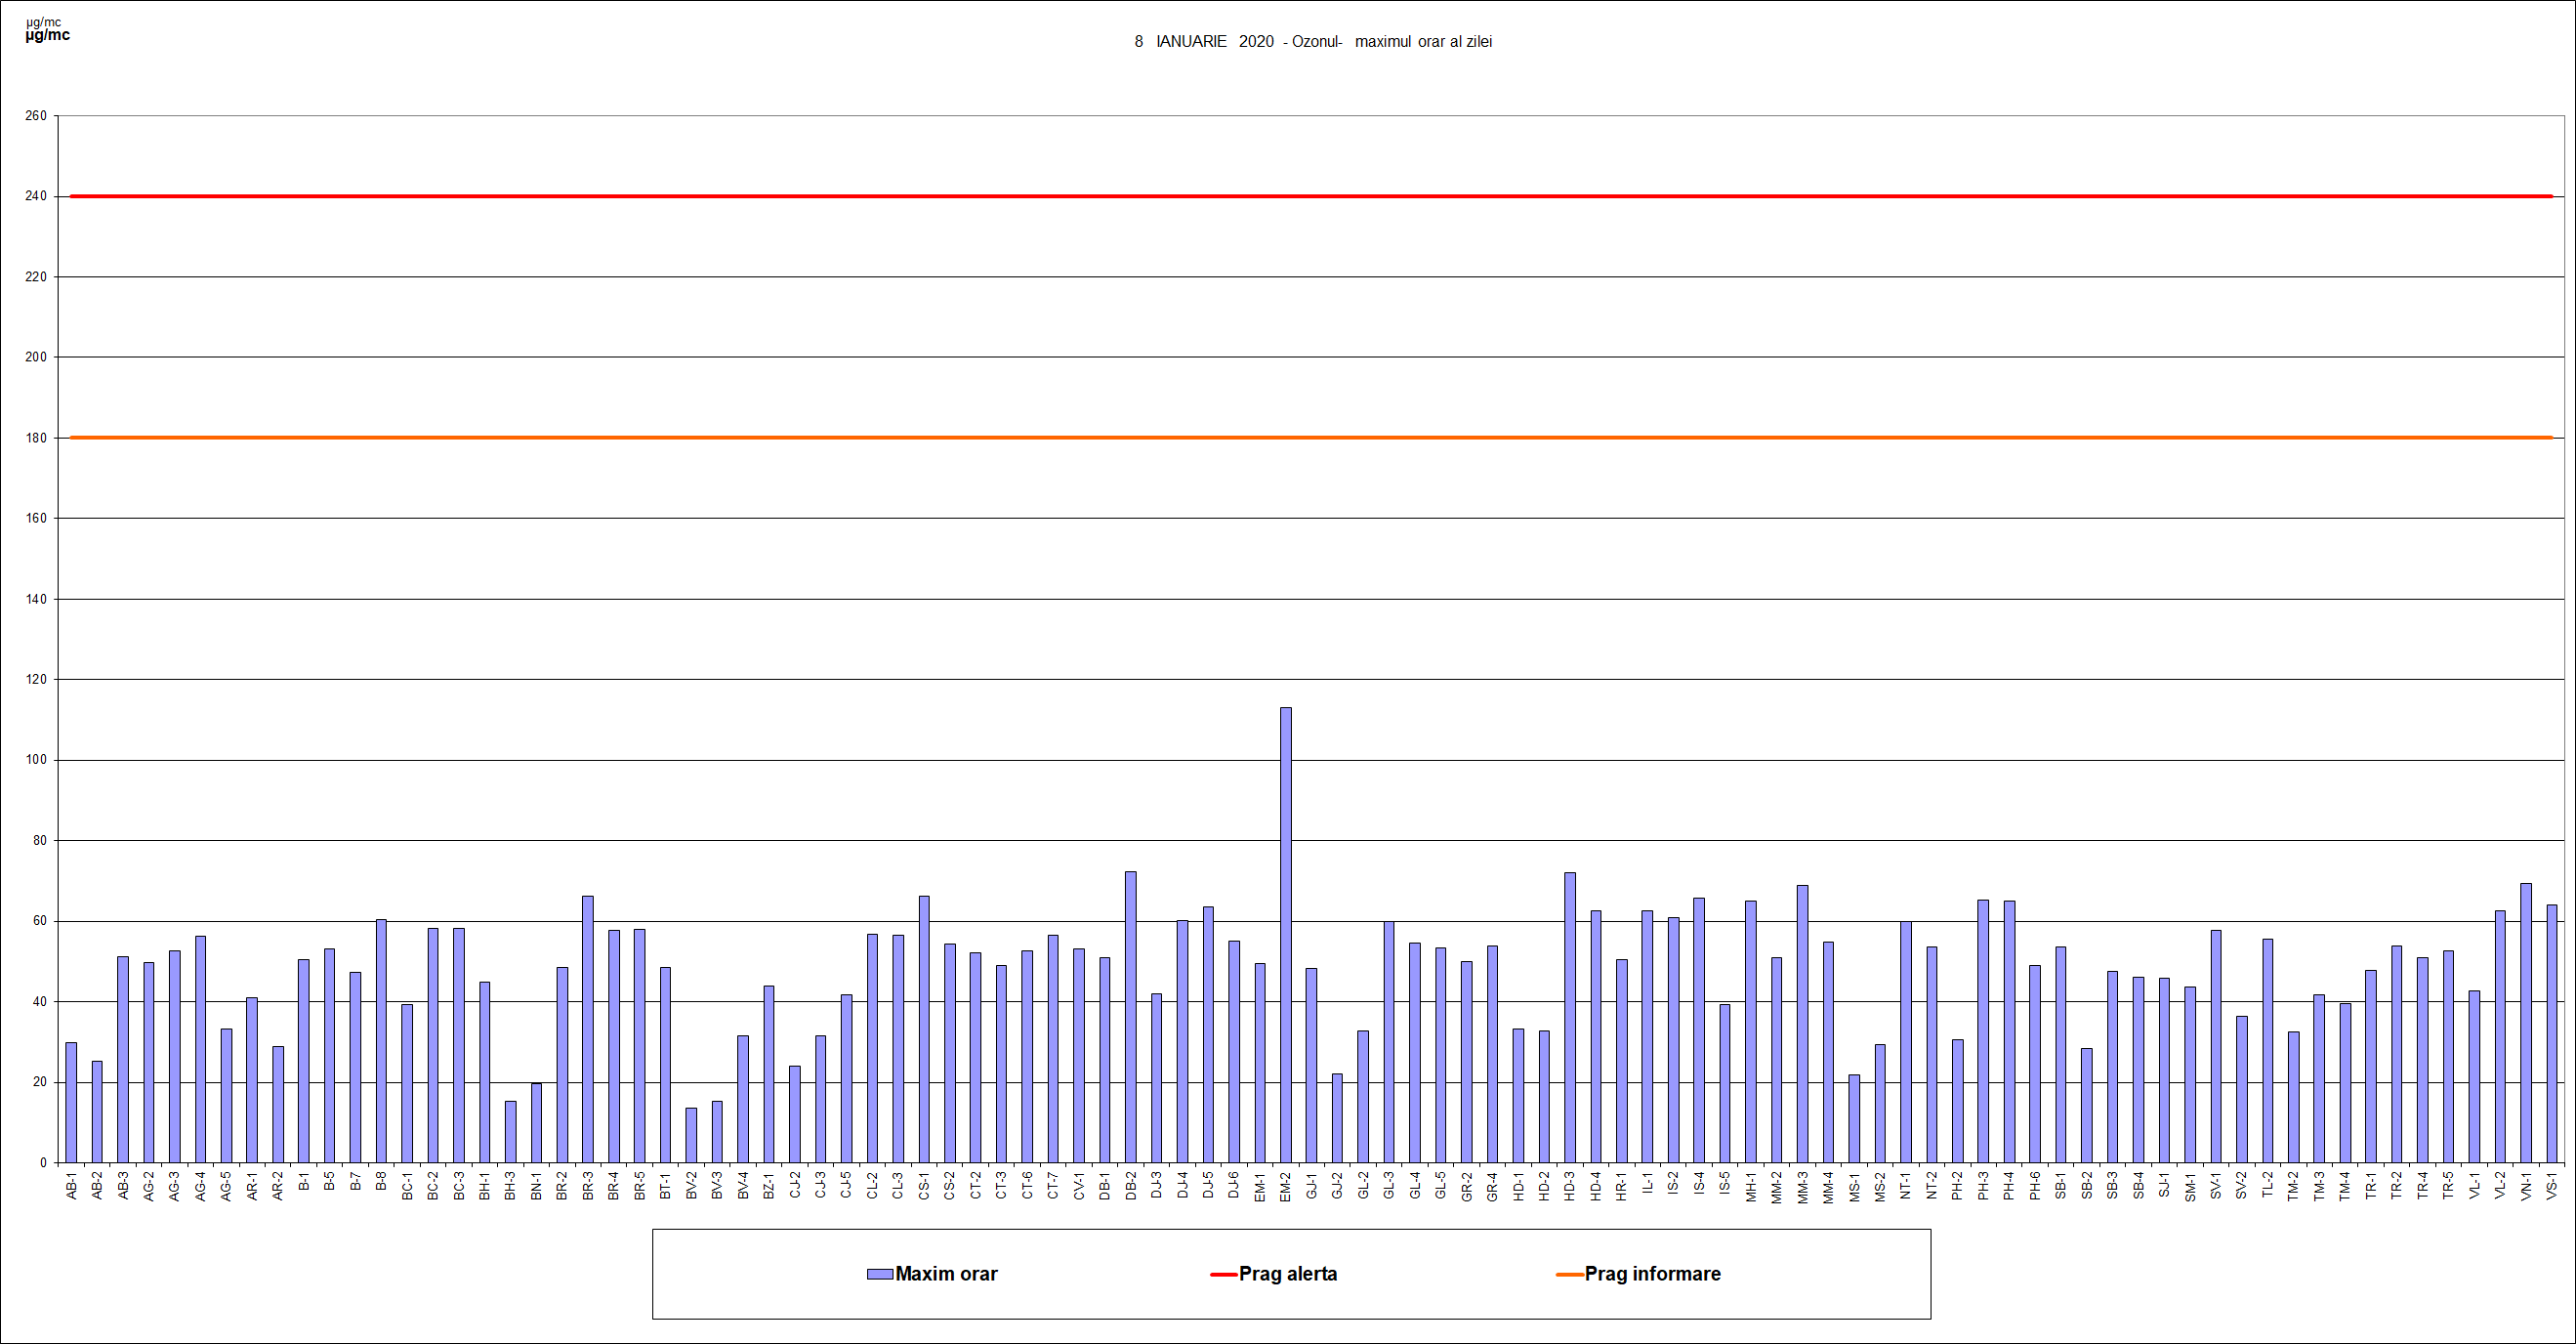 µg/mc
µg/mc
8 IANUARIE 2020 - Ozonul- maximul orar al zilei
260
240
220
200
180
160
140
120
100
80
60
40
20
0
AB-1 AB-2 AB-3 AG-2 AG-3 AG-4 AG-5 AR-1 AR-2 B-1 B-5 B-7 B-8 BC-1 BC-2 BC-3 BH-1 BH-3 BN-1 BR-2 BR-3 BR-4 BR-5 BT-1 BV-2 BV-3 BV-4 BZ-1 CJ-2 CJ-3 CJ-5 CL-2 CL-3 CS-1 CS-2 CT-2 CT-3 CT-6 CT-7 CV-1 DB-1 DB-2 DJ-3 DJ-4 DJ-5 DJ-6 EM-1 EM-2 GJ-1 GJ-2 GL-2 GL-3 GL-4 GL-5 GR-2 GR-4 HD-1 HD-2 HD-3 HD-4 HR-1 IL-1 IS-2 IS-4 IS-5 MH-1 MM-2 MM-3 MM-4 MS-1 MS-2 NT-1 NT-2 PH-2 PH-3 PH-4 PH-6 SB-1 SB-2 SB-3 SB-4 SJ-1 SM-1 SV-1 SV-2 TL-2 TM-2 TM-3 TM-4 TR-1 TR-2 TR-4 TR-5 VL-1 VL-2 VN-1 VS-1
Maxim orar Prag alerta Prag informare